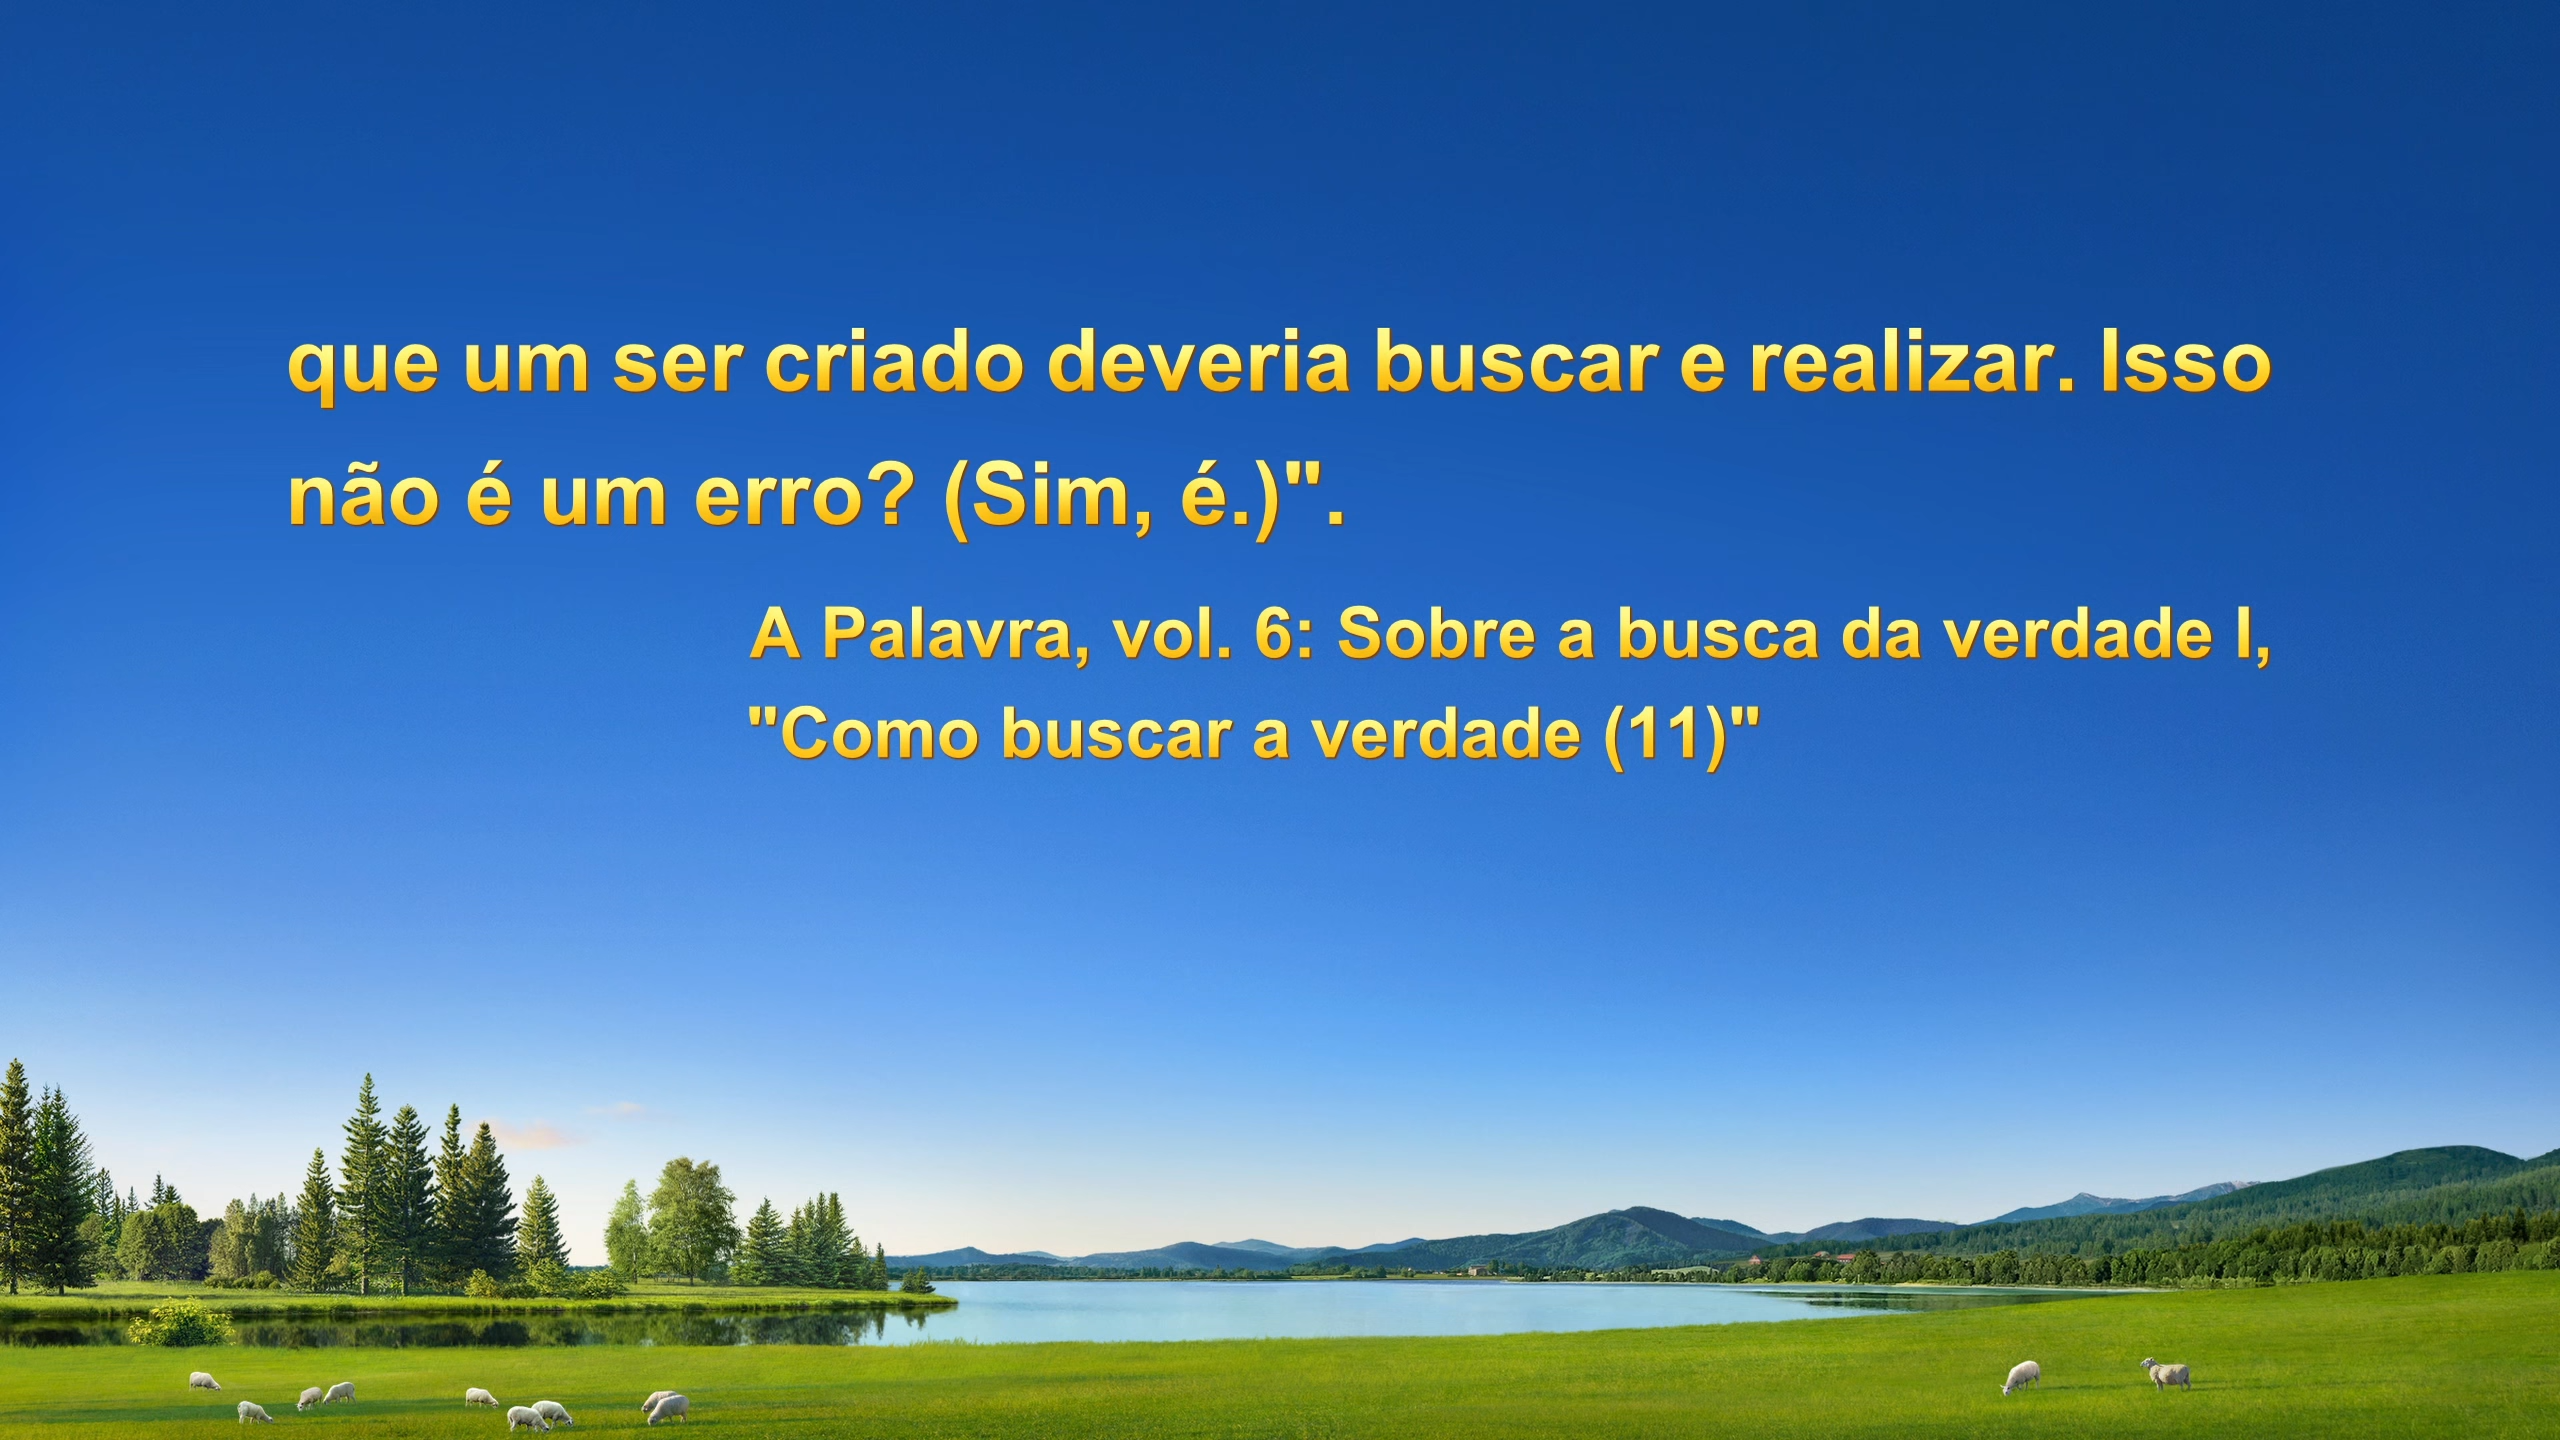 que um ser criado deveria buscar e realizar. Isso
não é um erro? (Sim, é.)".
A Palavra, vol. 6: Sobre a busca da verdade I,
"Como buscar a verdade (11)"